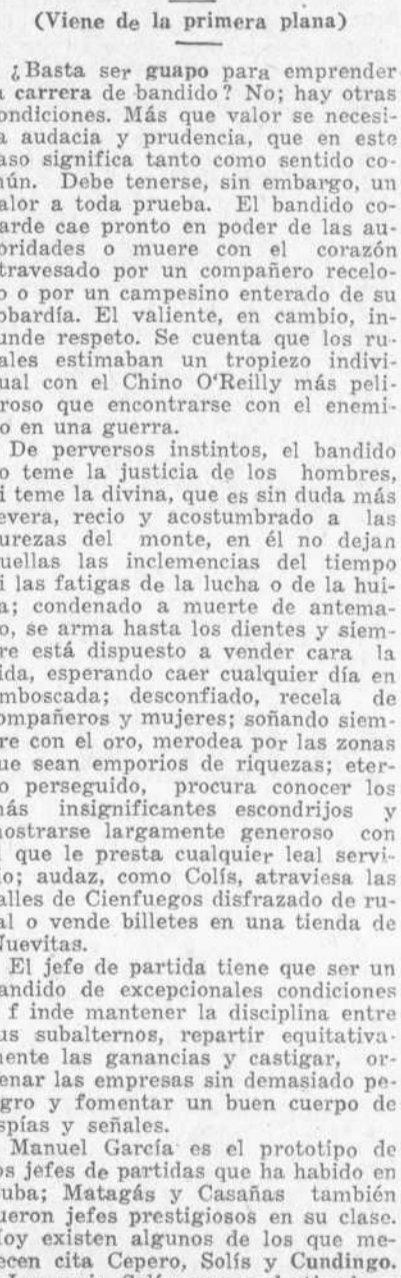 (Viene de la primera plana)
¿Basta ser guapo para emprender
a carrera de bandido? No; hay otras
ondiciones. Más que valor se necesi-
a audacia y prudencia, que en este
aso significa tanto como sentido co-
nún. Debe tenerse, sin embargo, un
alor a toda prueba. El bandido co-
arde cae pronto en poder de las au-
oridades o muere con el corazón
travesado por un compañero recelo-
o o por un campesino enterado de su
obardía. El valiente, en cambio, in-
unde respeto. Se cuenta que los ru-
ales estimaban un tropiezo indivi-
ual con el Chino O'Reilly más peli-
roso que encontrarse con el enemi-
o en una guerra.
De perversos instintos, el bandido
o teme la justicia de los hombres,
i teme la divina, que es sin duda más
evera, recio y acostumbrado a las
urezas del monte, en él no dejan
uellas las inclemencias del tiempo
i las fatigas de la lucha o de la hui-
a; condenado a muerte de antema-
o, se arma hasta los dientes y siem-
re está dispuesto a vender cara la
ida, esperando caer cualquier día en
mboscada; desconfiado, recela de
ompañeros y mujeres; soñando siem-
re con el oro, merodea por las zonas
ue sean emporios de riquezas; eter-
o perseguido, procura conocer los
nás insignificantes escondrijos y
nostrarse largamente generoso con
l que le presta cualquier leal servi-
io; audaz, como Colís, atraviesa las
alles de Cienfuegos disfrazado de ru-
al o vende billetes en una tienda de
Nuevitas.
El jefe de partida tiene que ser un
andido de excepcionales condiciones
f inde mantener la disciplina entre
us subalternos, repartir equitativa-
nente las ganancias y castigar, or-
enar las empresas sin demasiado pe-
igro y fomentar un buen cuerpo de
spías y señales.
Manuel García es el prototipo de
os jefes de partidas que ha habido en
uba; Matagás y Casañas también
ueron jefes prestigiosos en su clase.
Hoy existen algunos de los que me-
ecen cita Cepero, Solís y Cundingo.